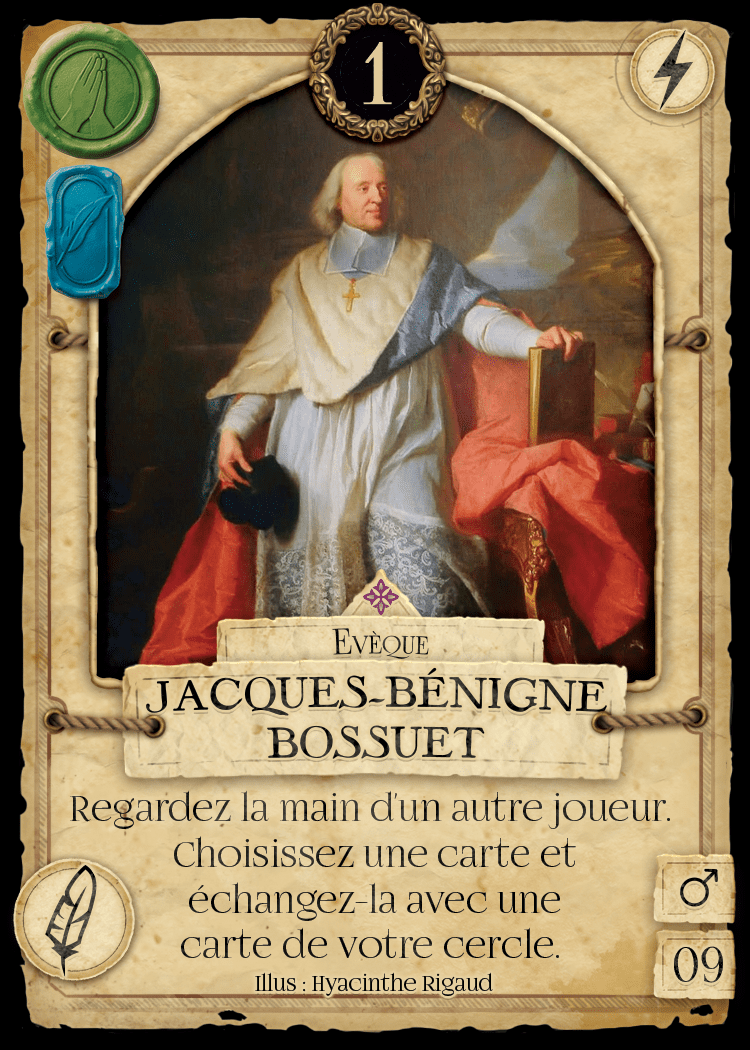 1
Evèque
JACQUES-BÉNIGNE
BOSSUET
Regardez la main d'un autre joueur.
Choisissez une carte et
échangez-la avec une
carte de votre cercle.
Illus : Hyacinthe Rigaud
♂
09